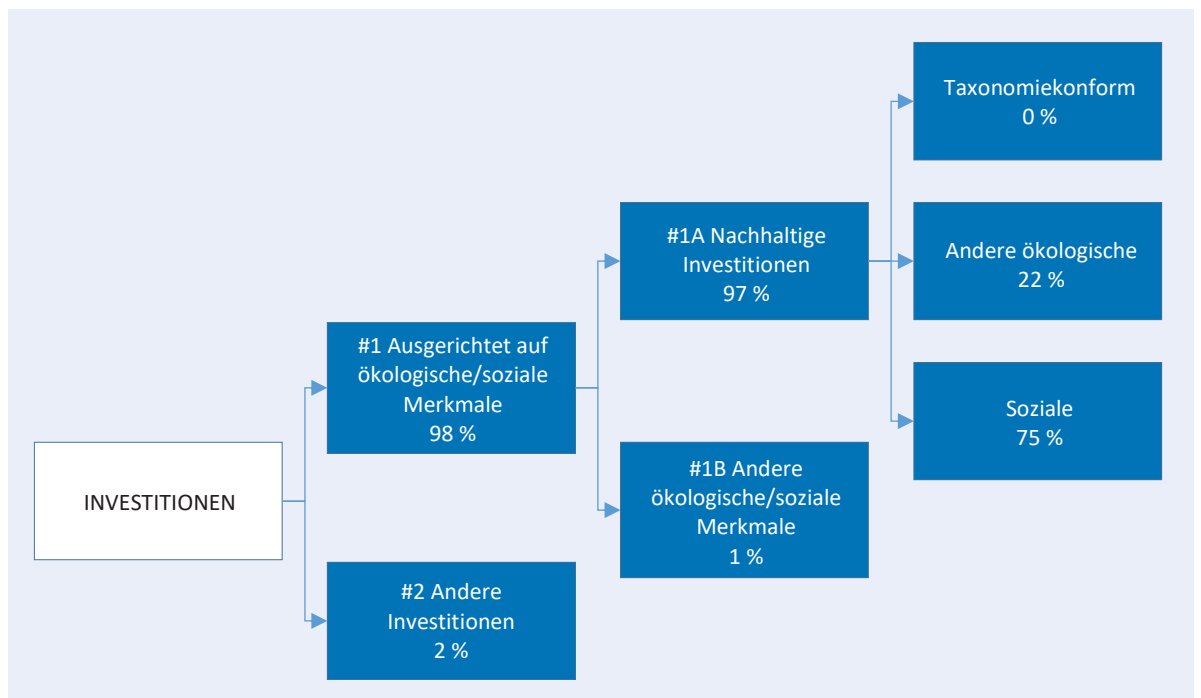 INVESTITIONEN
#1 Ausgerichtet auf
ökologische/soziale
Merkmale
98 %
#2 Andere
Investitionen
2 %
#1A Nachhaltige
Investitionen
97 %
#1B Andere
ökologische/soziale
Merkmale
1 %
Taxonomiekonform
0 %
Andere ökologische
22 %
Soziale
75 %